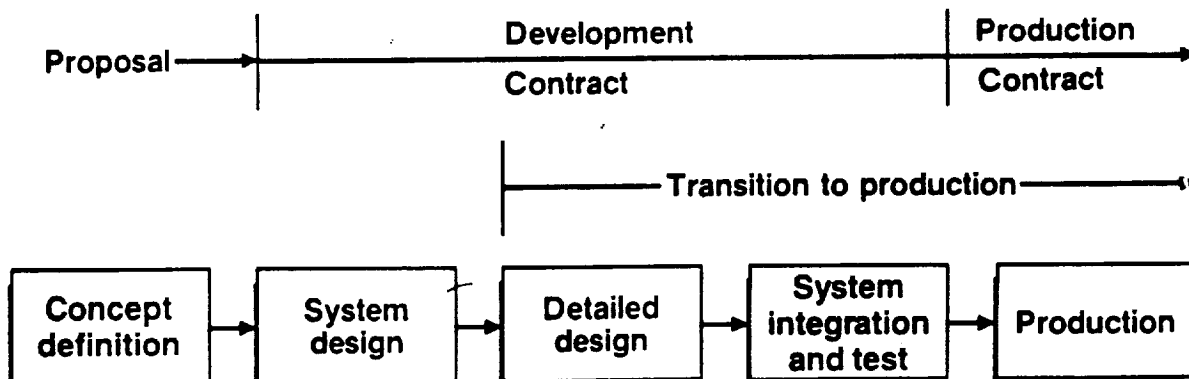 Proposal
Development
Contract
Production
Contract
Transition to production
Concept
definition
System
design
Detailed
design
System
integration
and test
Production